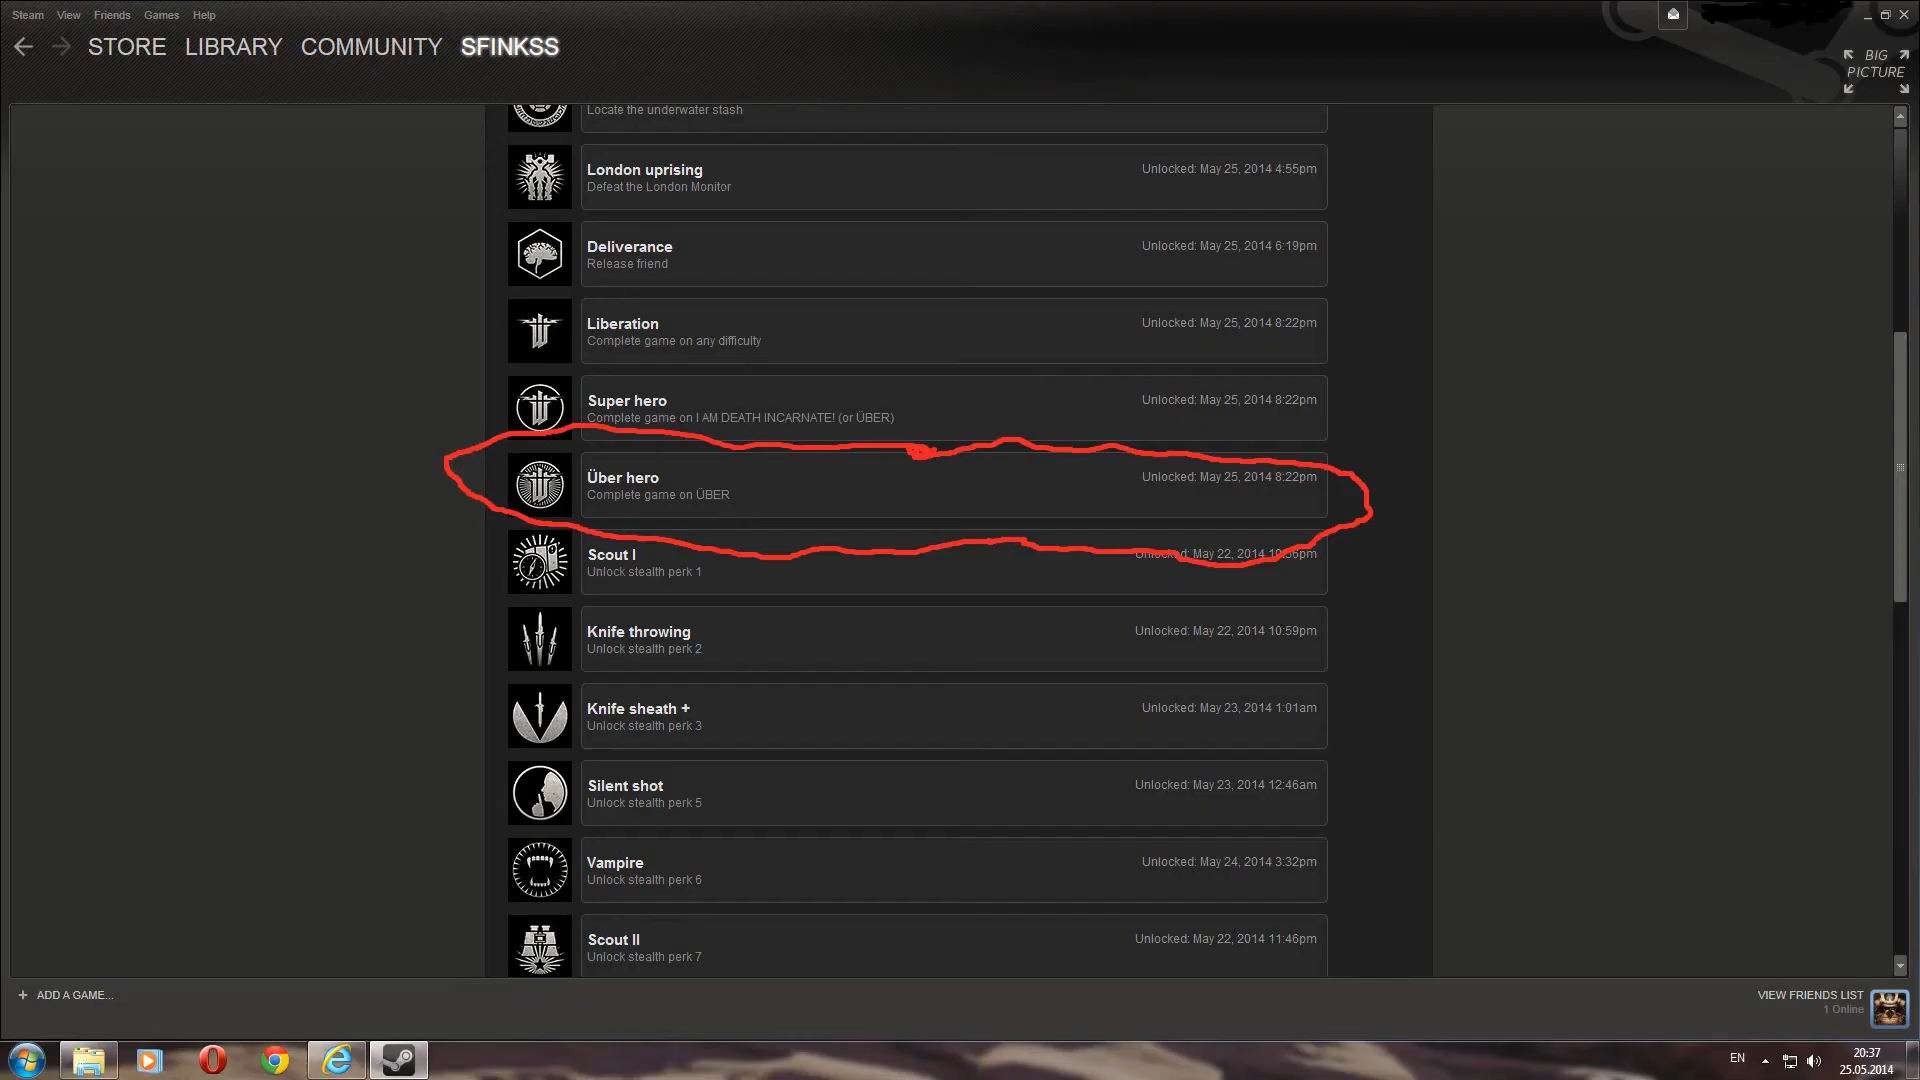 Steam View Friends Games Help
STORE LIBRARY COMMUNITY SFINKSS
BIG
PICTURE
Locate the underwater stash
London uprising Unlocked: May 25, 2014 4:55pm
Defeat the London Monitor
Deliverance Unlocked: May 25, 2014 6:19pm
Release friend
Liberation Unlocked: May 25, 2014 8:22pm
Complete game on any difficulty
Super hero Unlocked: May 25, 2014 8:22pm
Complete game on I AM DEATH INCARNATE! (or ÜBER)
Über hero Unlocked: May 25, 2014 8:22pm
Complete game on ÜBER
Scout I Unlocked: May 22, 2014 10:56pm
Unlock stealth perk 1
Knife throwing Unlocked: May 22, 2014 10:59pm
Unlock stealth perk 2
Knife sheath + Unlocked: May 23, 2014 1:01am
Unlock stealth perk 3
Silent shot Unlocked: May 23, 2014 12:46am
Unlock stealth perk 5
Vampire Unlocked: May 24, 2014 3:32pm
Unlock stealth perk 6
Scout II Unlocked: May 22, 2014 11:46pm
Unlock stealth perk 7
+ ADD A GAME... VIEW FRIENDS LIST
1 Online
EN 20:37
25.05.2014